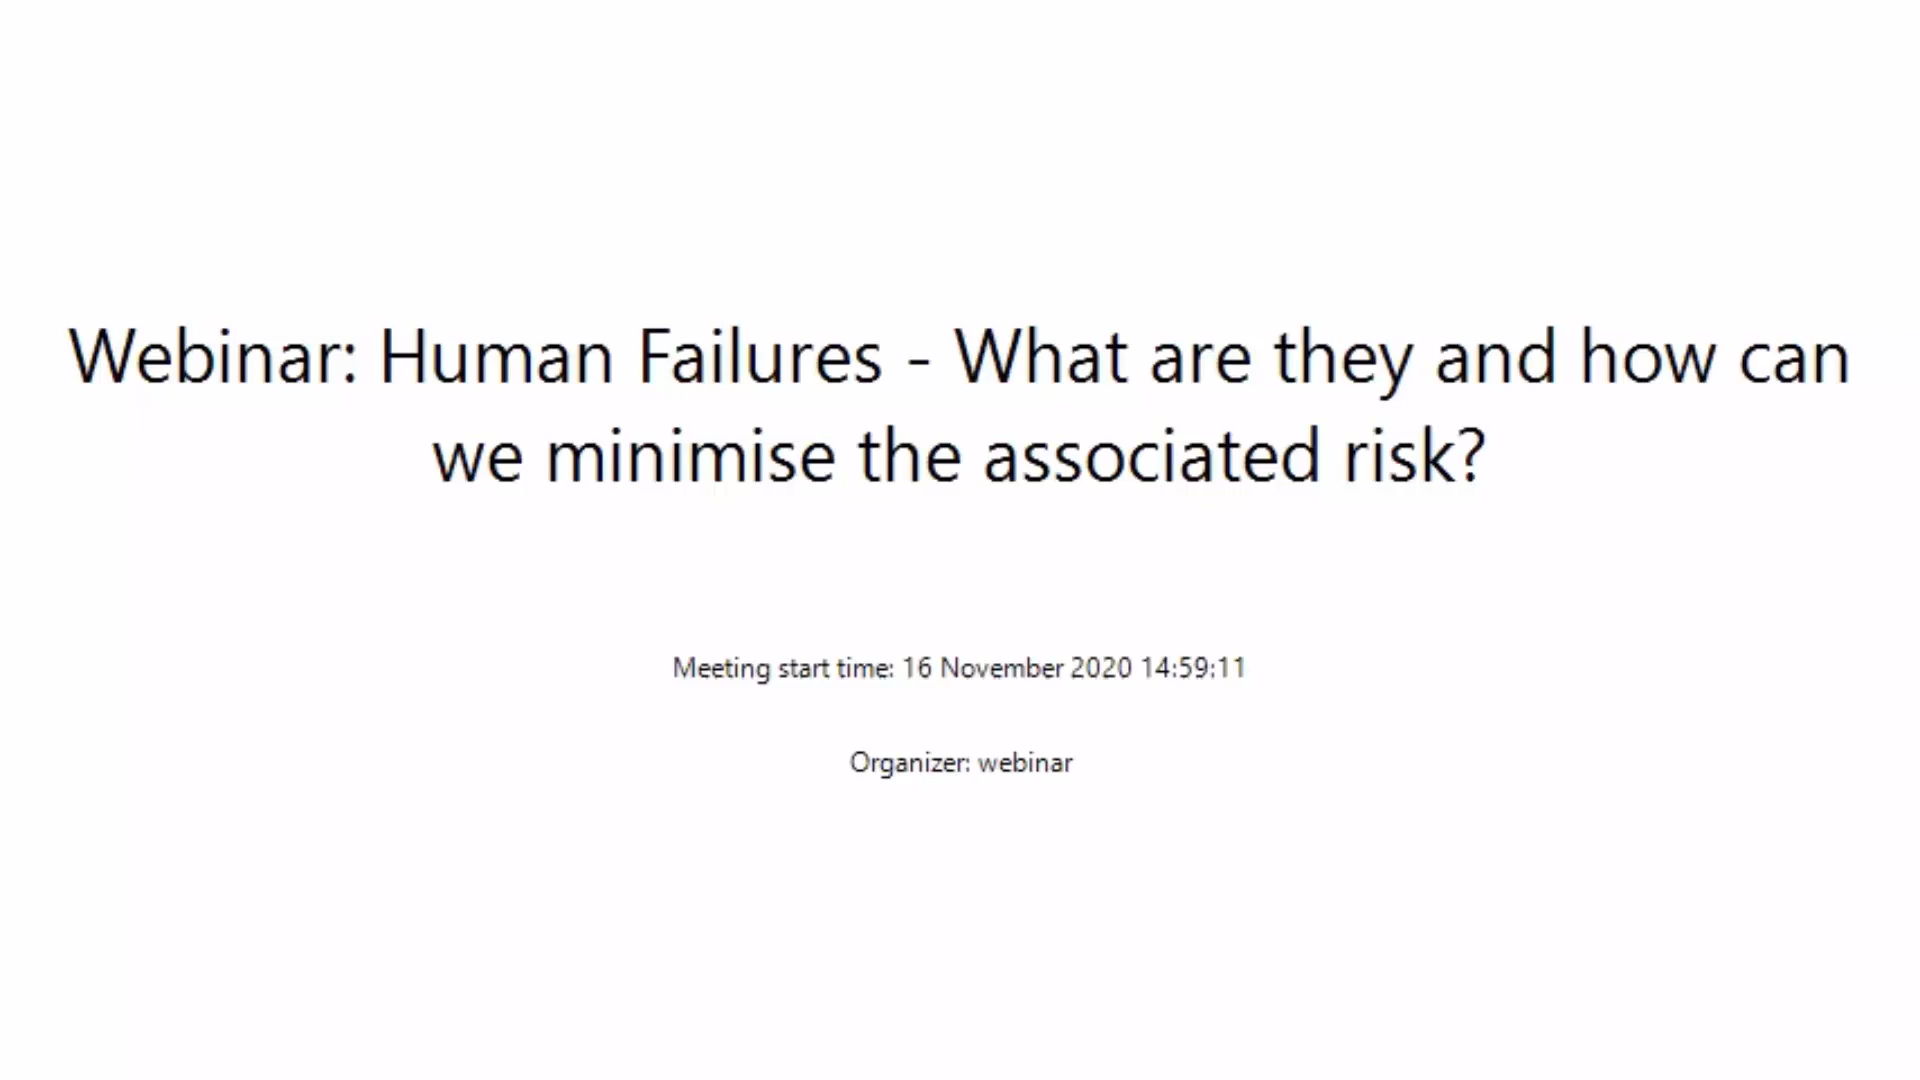 Webinar: Human Failures - What are they and how can
we minimise the associated risk?
Meeting start time: 16 November 2020 14:59:11
Organizer: webinar